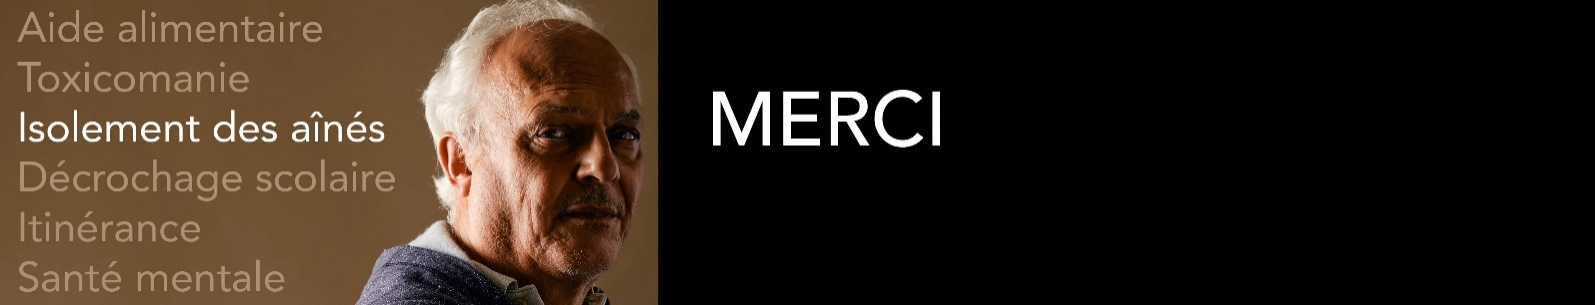 Aide alimentaire
Toxicomanie
Isolement des aînés
Décrochage scolaire
Itinérance
Santé mentale
MERCI